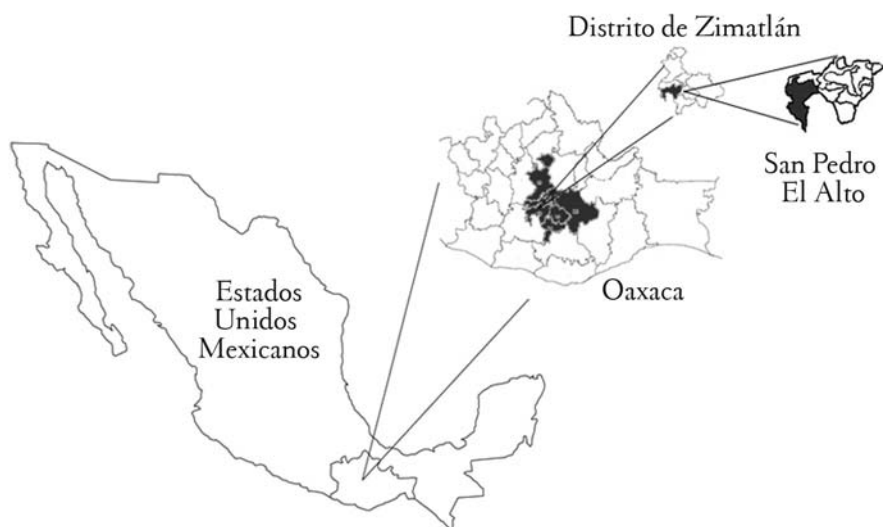 Distrito de Zimatlán
San Pedro
El Alto
Oaxaca
Estados
Unidos
Mexicanos